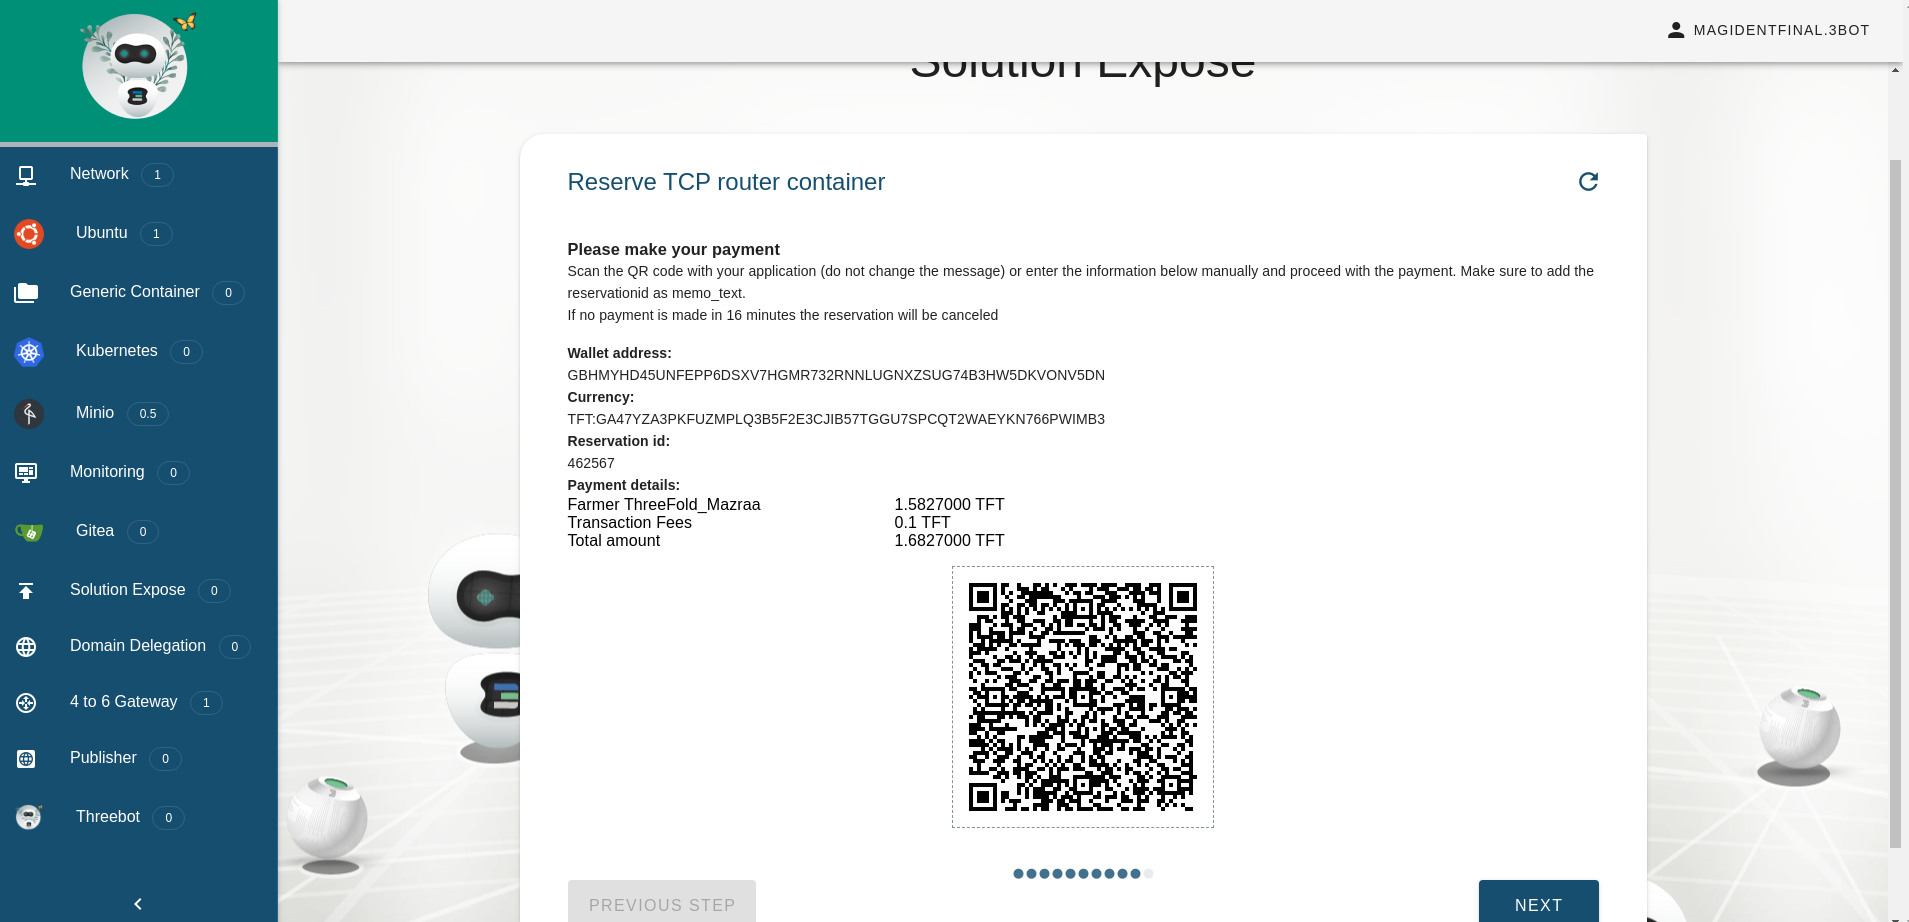 MAGIDENTFINAL.3BOT
Solution Expose
Network 1
Ubuntu 1
Generic Container 0
Kubernetes 0
Minio 0.5
Monitoring 0
Gitea 0
Solution Expose 0
Domain Delegation 0
4 to 6 Gateway 1
Publisher 0
Threebot 0
Reserve TCP router container
Please make your payment
Scan the QR code with your application (do not change the message) or enter the information below manually and proceed with the payment. Make sure to add the
reservationid as memo_text.
If no payment is made in 16 minutes the reservation will be canceled
Wallet address:
GBHMYHD45UNFEPP6DSXV7HGMR732RNNLUGNXZSUG74B3HW5DKVONV5DN
Currency:
TFT:GA47YZA3PKFUZMPLQ3B5F2E3CJIB57TGGU7SPCQT2WAEYKN766PWIMB3
Reservation id:
462567
Payment details:
Farmer ThreeFold_Mazraa 1.5827000 TFT
Transaction Fees 0.1 TFT
Total amount 1.6827000 TFT
PREVIOUS STEP
NEXT